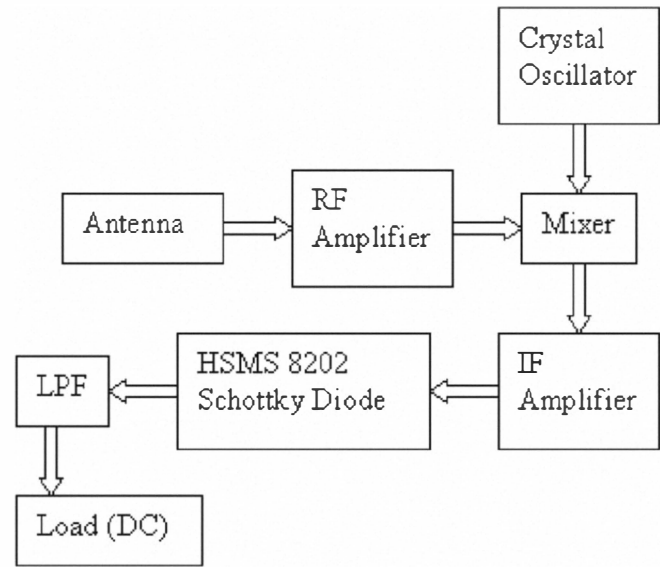 Crystal
Oscillator
Antenna
RF
Amplifier
Mixer
LPF
HSMS 8202
Schottky Diode
IF
Amplifier
Load (DC)